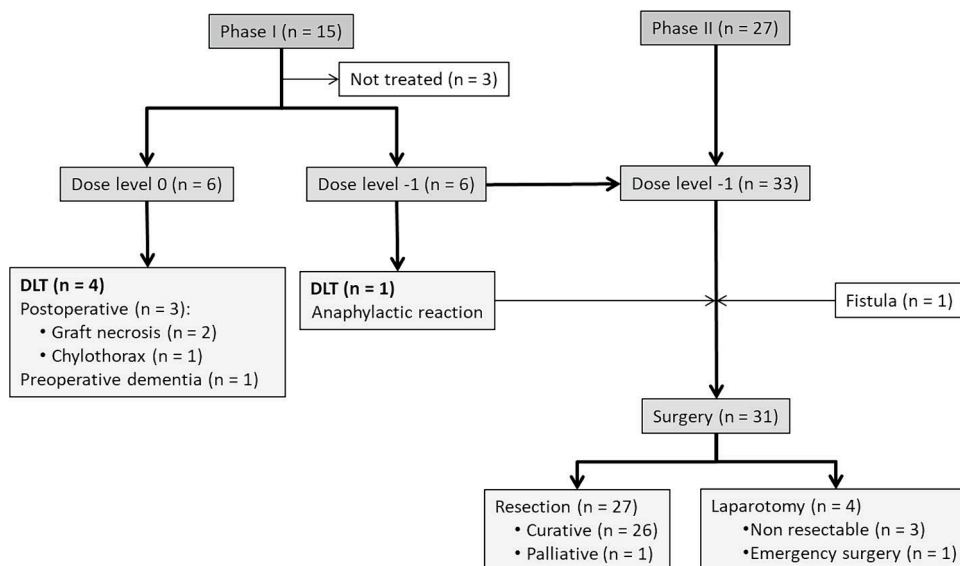 Phase I (n = 15)
Phase II (n = 27)
Not treated (n = 3)
Dose level 0 (n = 6)
Dose level -1 (n = 6)
Dose level -1 (n = 33)
DLT (n = 4)
Postoperative (n = 3):
• Graft necrosis (n = 2)
• Chylothorax (n = 1)
Preoperative dementia (n = 1)
DLT (n = 1)
Anaphylactic reaction
Fistula (n = 1)
Surgery (n = 31)
Resection (n = 27)
• Curative (n = 26)
• Palliative (n = 1)
Laparotomy (n = 4)
•Non resectable (n = 3)
•Emergency surgery (n = 1)